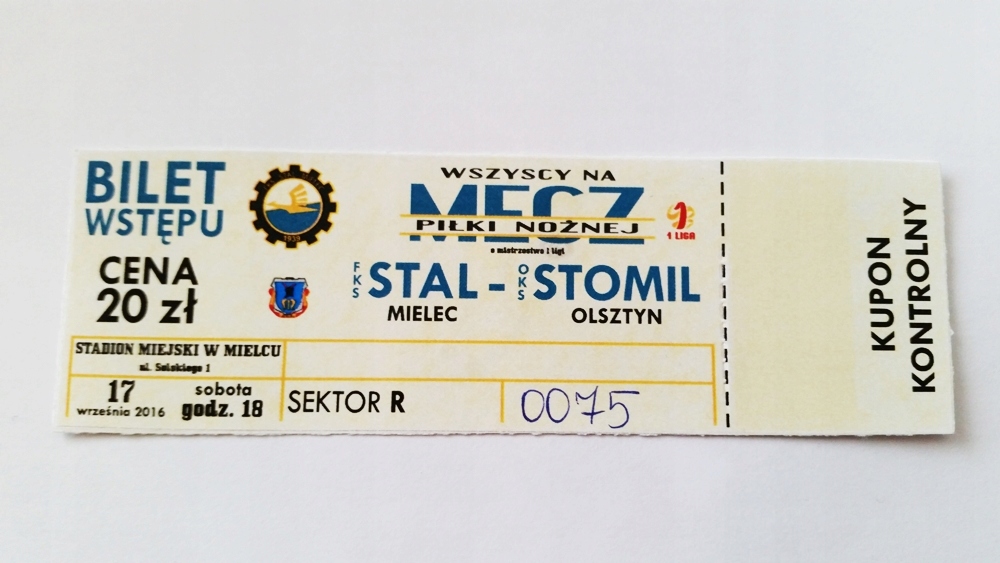 BILET
WSTĘPU
CENA
20 zł
1939
WSZYSCY NA
MECZ
PIŁKI NOŻNEJ
o mistrzostwo I ligi
1 LIGA
FKS STAL - OKS STOMIL
MIELEC OLSZTYN
STADION MIEJSKI W MIELCU
ul. Solskiego 1
17 sobota
września 2016 godz. 18
SEKTOR R
0075
KUPON
KONTROLNY